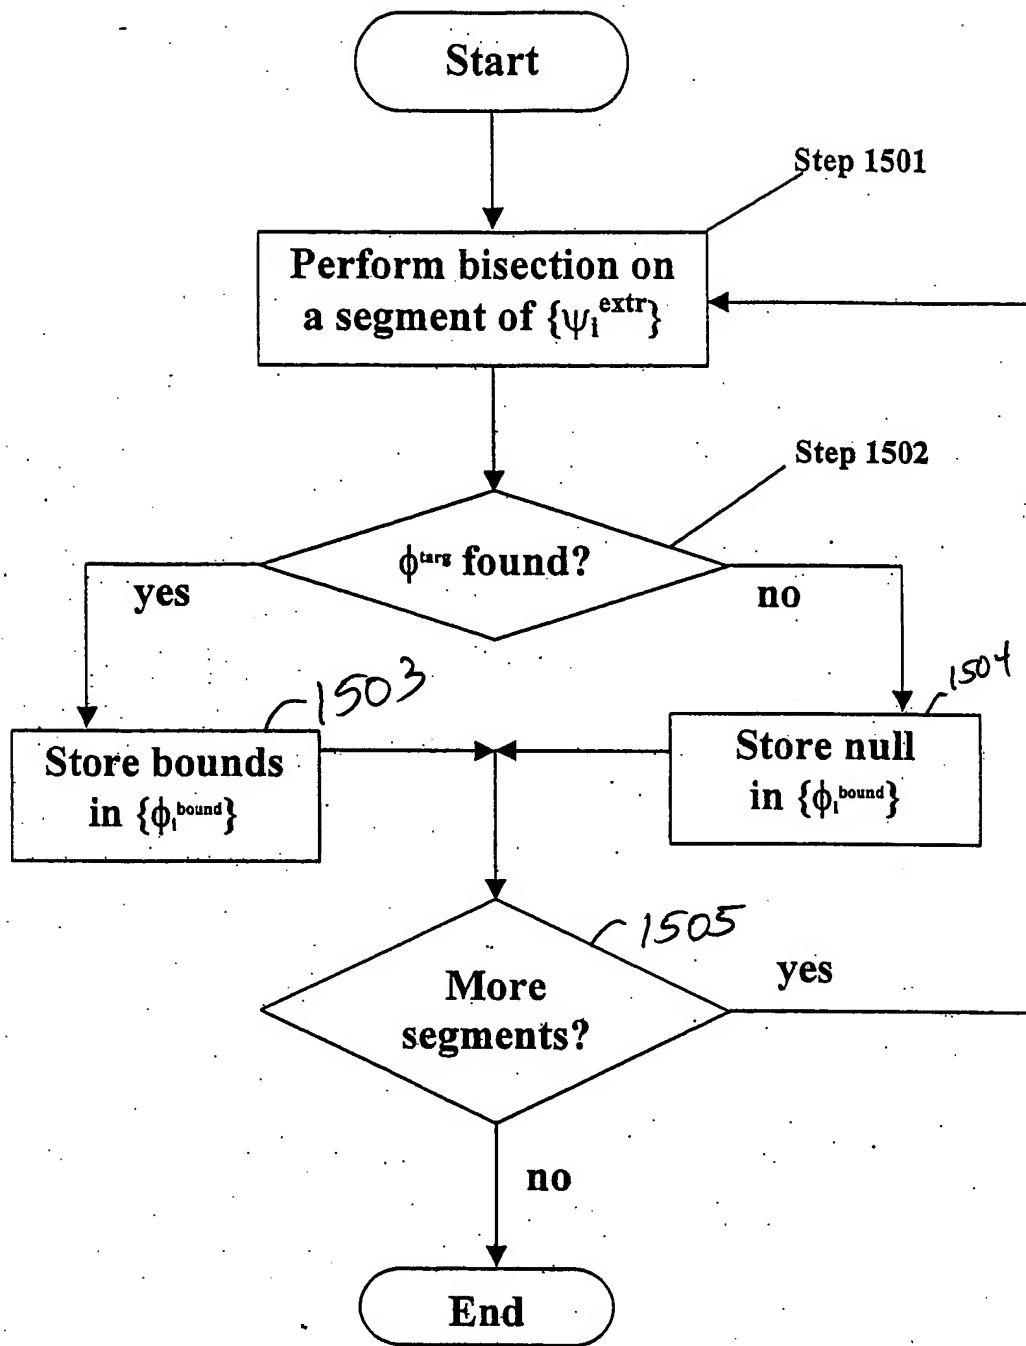 Start
Step 1501
Perform bisection on
a segment of {ψᵢᵉˣᵗʳ}
Step 1502
ϕᵗᵃʳᵍ found?
yes
no
1503
1504
Store bounds
in {ϕᵢᵇᵒᵘⁿᵈ}
Store null
in {ϕᵢᵇᵒᵘⁿᵈ}
1505
More
segments?
yes
no
End